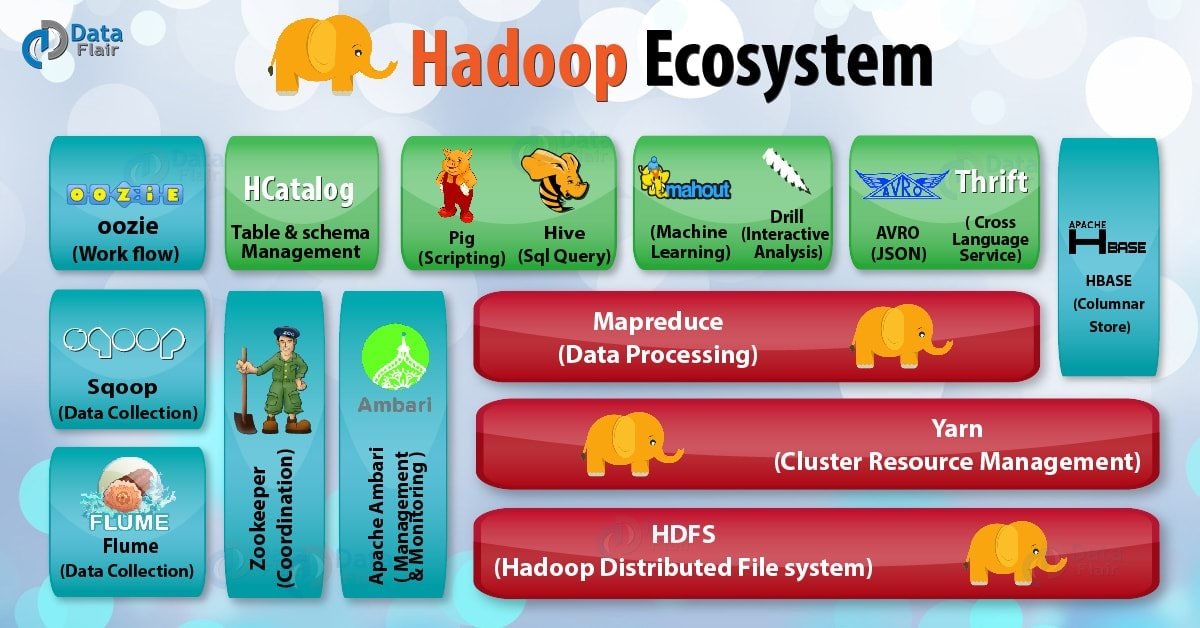 Data
Flair
Hadoop Ecosystem
OOZIE
oozie
(Work flow)
HCatalog
Table & schema
Management
Pig
(Scripting)
Hive
(Sql Query)
mahout
(Machine
Learning)
Drill
(Interactive
Analysis)
AVRO
AVRO
(JSON)
Thrift
( Cross
Language
Service)
APACHE
HBASE
HBASE
(Columnar
Store)
sqoop
Sqoop
(Data Collection)
FLUME
Flume
(Data Collection)
ZOO
Zookeeper
(Coordination)
Ambari
Apache Ambari
( Management
& Monitoring )
Mapreduce
(Data Processing)
Yarn
(Cluster Resource Management)
HDFS
(Hadoop Distributed File system)
Data
Flair